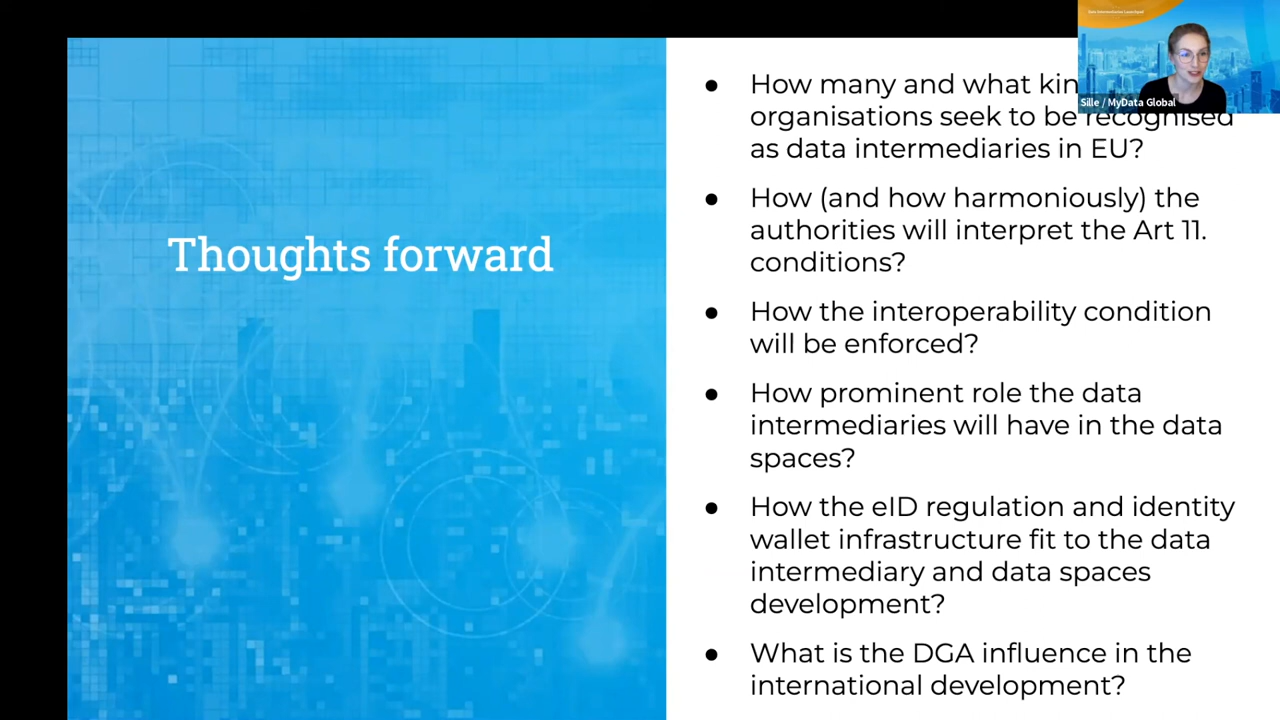 Thoughts forward
● How many and what
organisations seek to be recognised
as data intermediaries in EU?
● How (and how harmoniously) the
authorities will interpret the Art 11.
conditions?
● How the interoperability condition
will be enforced?
● How prominent role the data
intermediaries will have in the data
spaces?
● How the eID regulation and identity
wallet infrastructure fit to the data
intermediary and data spaces
development?
● What is the DGA influence in the
international development?
Sille / MyData Global